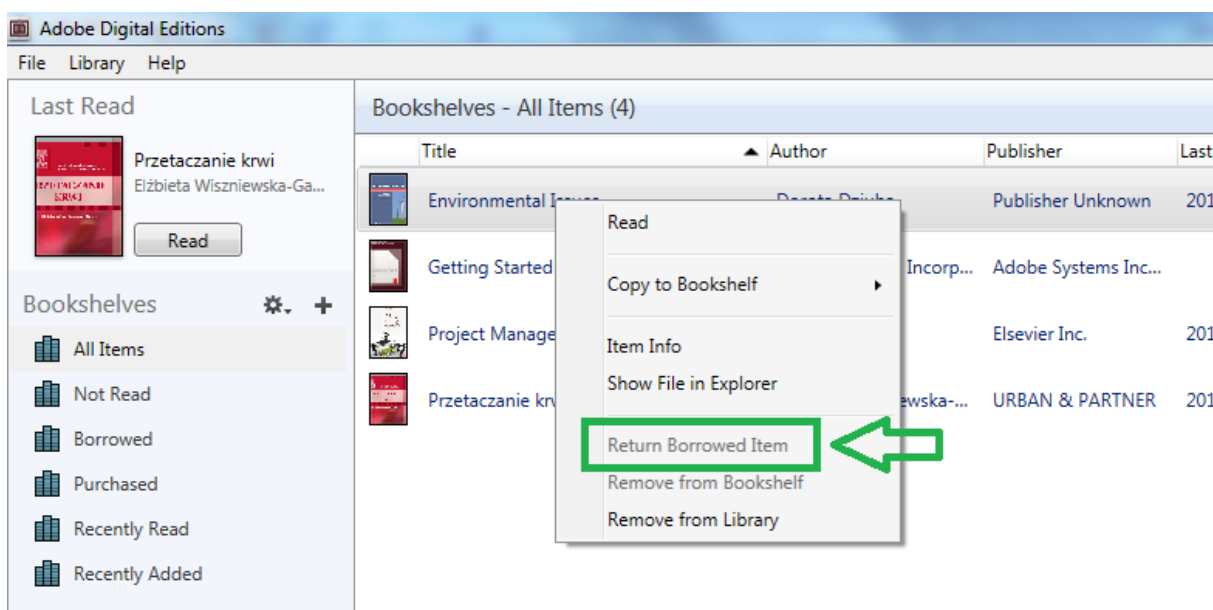 Adobe Digital Editions
File Library Help
Last Read
Przetaczanie krwi
Elżbieta Wiszniewska-Ga...
Read
Bookshelves
All Items
Not Read
Borrowed
Purchased
Recently Read
Recently Added
Bookshelves - All Items (4)
Title Author Publisher Last
Environmental Issues Dorota Dziuba Publisher Unknown 201
Getting Started Incorp... Adobe Systems Inc...
Project Manage Elsevier Inc. 201
Przetaczanie krw ewska-... URBAN & PARTNER 201
Read
Copy to Bookshelf
Item Info
Show File in Explorer
Return Borrowed Item
Remove from Bookshelf
Remove from Library